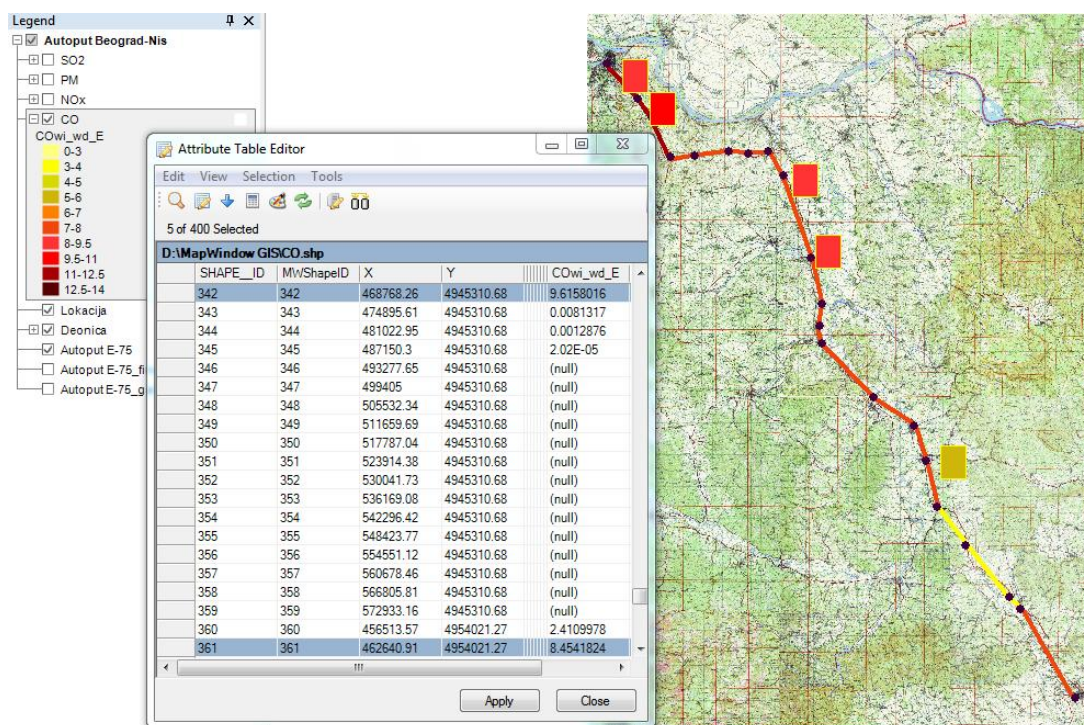 Legend
Autoput Beograd-Nis
SO2
PM
NOx
CO
COwi_wd_E
0-3
3-4
4-5
5-6
6-7
7-8
8-9.5
9.5-11
11-12.5
12.5-14
Lokacija
Deonica
Autoput E-75
Autoput E-75_fi
Autoput E-75_g
Attribute Table Editor
Edit View Selection Tools
5 of 400 Selected
D:\MapWindow GIS\CO.shp
SHAPE__ID MWShapeID X Y COwi_wd_E
342 342 468768.26 4945310.68 9.6158016
343 343 474895.61 4945310.68 0.0081317
344 344 481022.95 4945310.68 0.0012876
345 345 487150.3 4945310.68 2.02E-05
346 346 493277.65 4945310.68 (null)
347 347 499405 4945310.68 (null)
348 348 505532.34 4945310.68 (null)
349 349 511659.69 4945310.68 (null)
350 350 517787.04 4945310.68 (null)
351 351 523914.38 4945310.68 (null)
352 352 530041.73 4945310.68 (null)
353 353 536169.08 4945310.68 (null)
354 354 542296.42 4945310.68 (null)
355 355 548423.77 4945310.68 (null)
356 356 554551.12 4945310.68 (null)
357 357 560678.46 4945310.68 (null)
358 358 566805.81 4945310.68 (null)
359 359 572933.16 4945310.68 (null)
360 360 456513.57 4954021.27 2.4109978
361 361 462640.91 4954021.27 8.4541824
Apply Close